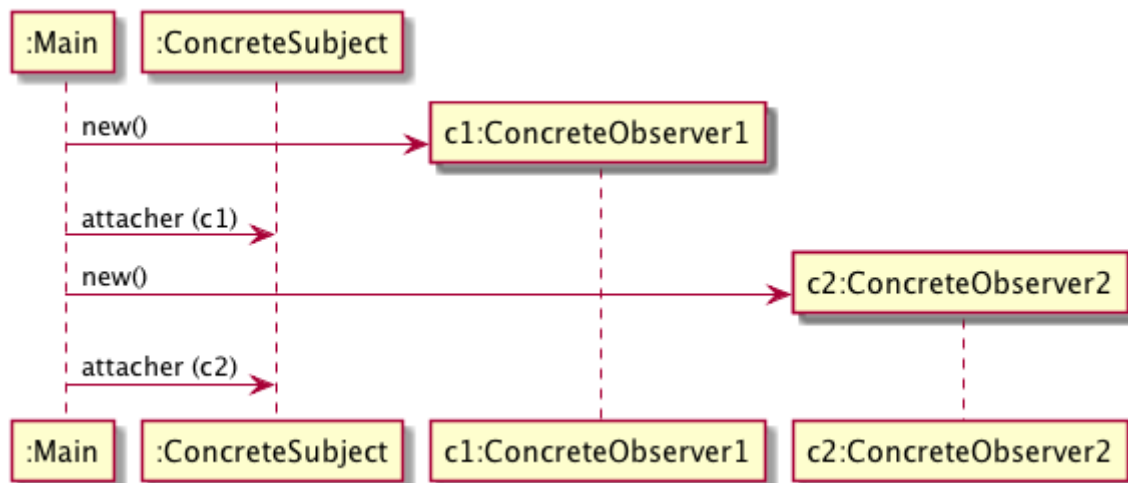 :Main
:ConcreteSubject
new()
c1:ConcreteObserver1
attacher (c1)
new()
c2:ConcreteObserver2
attacher (c2)
:Main
:ConcreteSubject
c1:ConcreteObserver1
c2:ConcreteObserver2